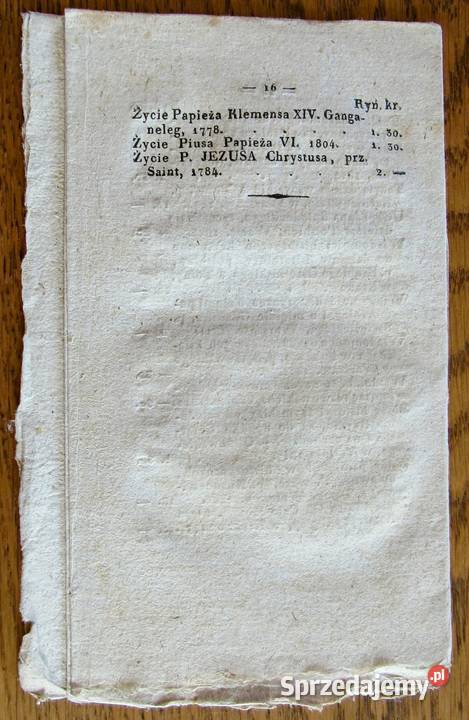 — 16 —
Ryń. kr.
Życie Papieża Klemensa XIV. Ganga-
neleg, 1778. . . . . 1. 30.
Życie Piusa Papieża VI. 1804. 1. 30.
Życie P. JEZUSA Chrystusa, prz.
Saint, 1784. . . . . 2. —
Sprzedajemy.pl